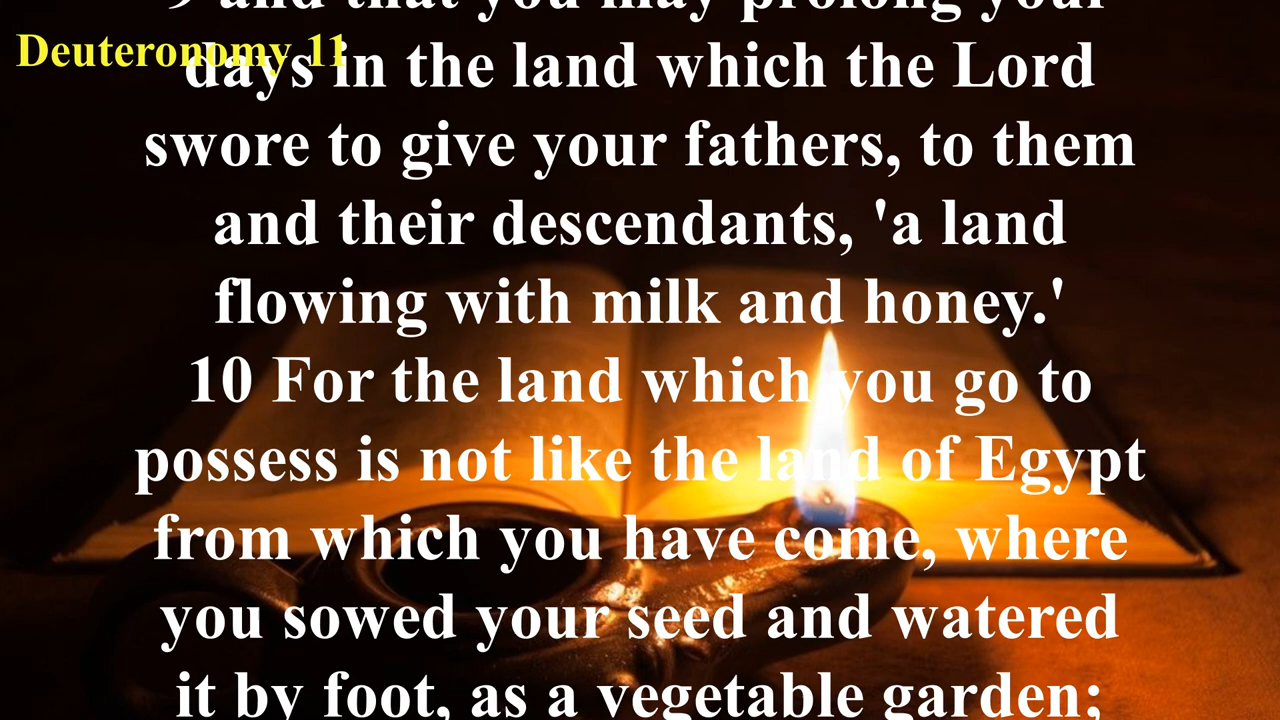 9 and that you may prolong your
Deuteronomy 11
days in the land which the Lord
swore to give your fathers, to them
and their descendants, 'a land
flowing with milk and honey.'
10 For the land which you go to
possess is not like the land of Egypt
from which you have come, where
you sowed your seed and watered
it by foot, as a vegetable garden;